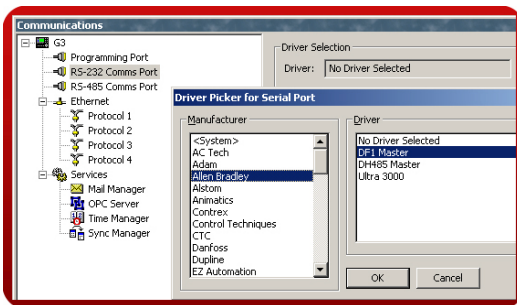 Communications
G3
Programming Port
RS-232 Comms Port
RS-485 Comms Port
Ethernet
Protocol 1
Protocol 2
Protocol 3
Protocol 4
Services
Mail Manager
OPC Server
Time Manager
Sync Manager
Driver Selection
Driver: No Driver Selected
Driver Picker for Serial Port
Manufacturer
<System>
AC Tech
Adam
Allen Bradley
Alstom
Animatics
Contrex
Control Techniques
CTC
Danfoss
Dupline
EZ Automation
Driver
No Driver Selected
DF1 Master
DH485 Master
Ultra 3000
OK Cancel